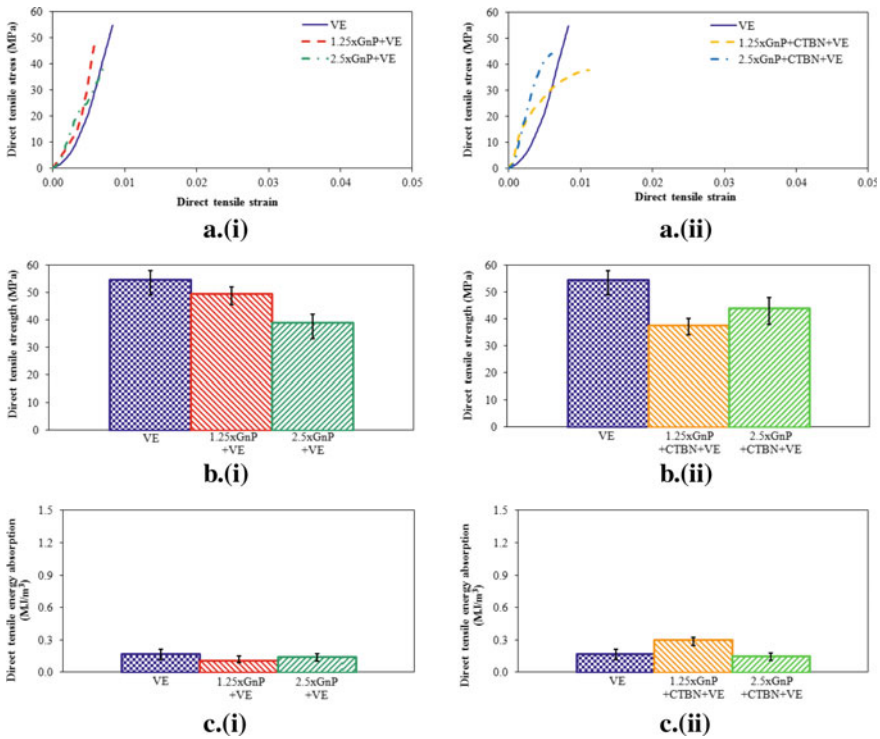 Direct tensile stress (MPa)
60
50
40
30
20
10
0
0.00
0.01
0.02
0.03
0.04
0.05
Direct tensile strain
VE
1.25xGnP+VE
2.5xGnP+VE
a.(i)
Direct tensile stress (MPa)
60
50
40
30
20
10
0
0.00
0.01
0.02
0.03
0.04
0.05
Direct tensile strain
VE
1.25xGnP+CTBN+VE
2.5xGnP+CTBN+VE
a.(ii)
Direct tensile strength (MPa)
60
50
40
30
20
10
0
VE
1.25xGnP
+VE
2.5xGnP
+VE
b.(i)
Direct tensile strength (MPa)
60
50
40
30
20
10
0
VE
1.25xGnP
+CTBN+VE
2.5xGnP
+CTBN+VE
b.(ii)
Direct tensile energy absorption
(MJ/m³)
1.5
1.2
0.9
0.6
0.3
0.0
VE
1.25xGnP
+VE
2.5xGnP
+VE
c.(i)
Direct tensile energy absorption
(MJ/m³)
1.5
1.2
0.9
0.6
0.3
0.0
VE
1.25xGnP
+CTBN+VE
2.5xGnP
+CTBN+VE
c.(ii)